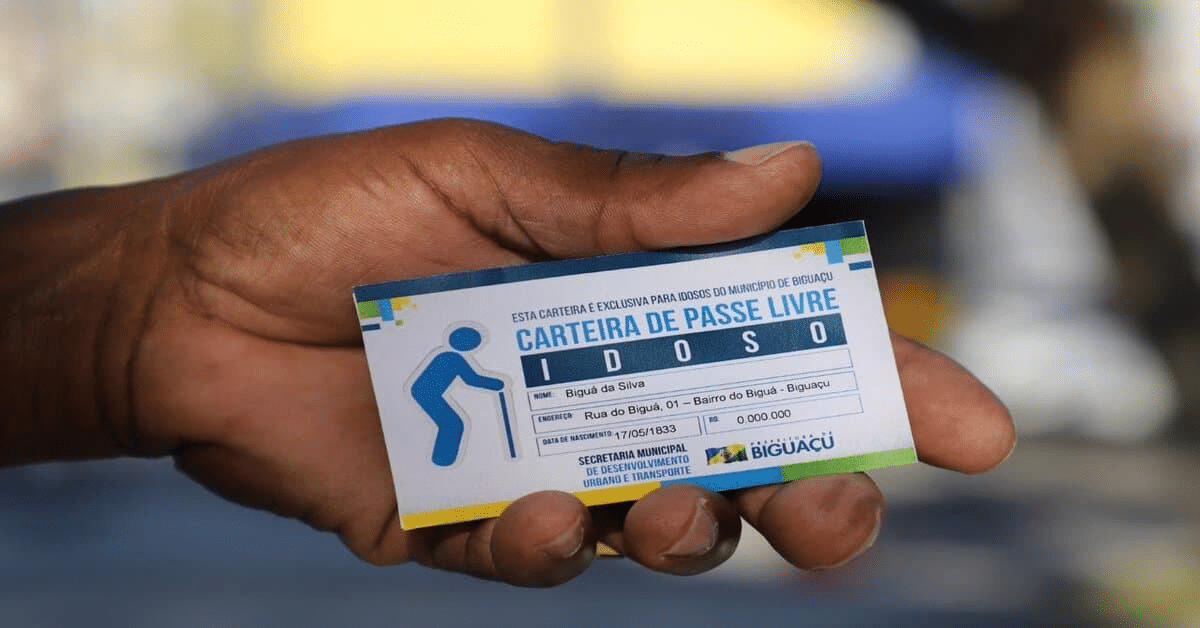 ESTA CARTEIRA É EXCLUSIVA PARA IDOSOS DO MUNICÍPIO DE BIGUAÇU
CARTEIRA DE PASSE LIVRE
IDOSO
NOME: Biguá da Silva
ENDEREÇO: Rua do Biguá, 01 – Bairro do Biguá - Biguaçu
DATA DE NASCIMENTO: 17/05/1833 RG: 0.000.000
SECRETARIA MUNICIPAL
DE DESENVOLVIMENTO
URBANO E TRANSPORTE
PREFEITURA DE
BIGUAÇU